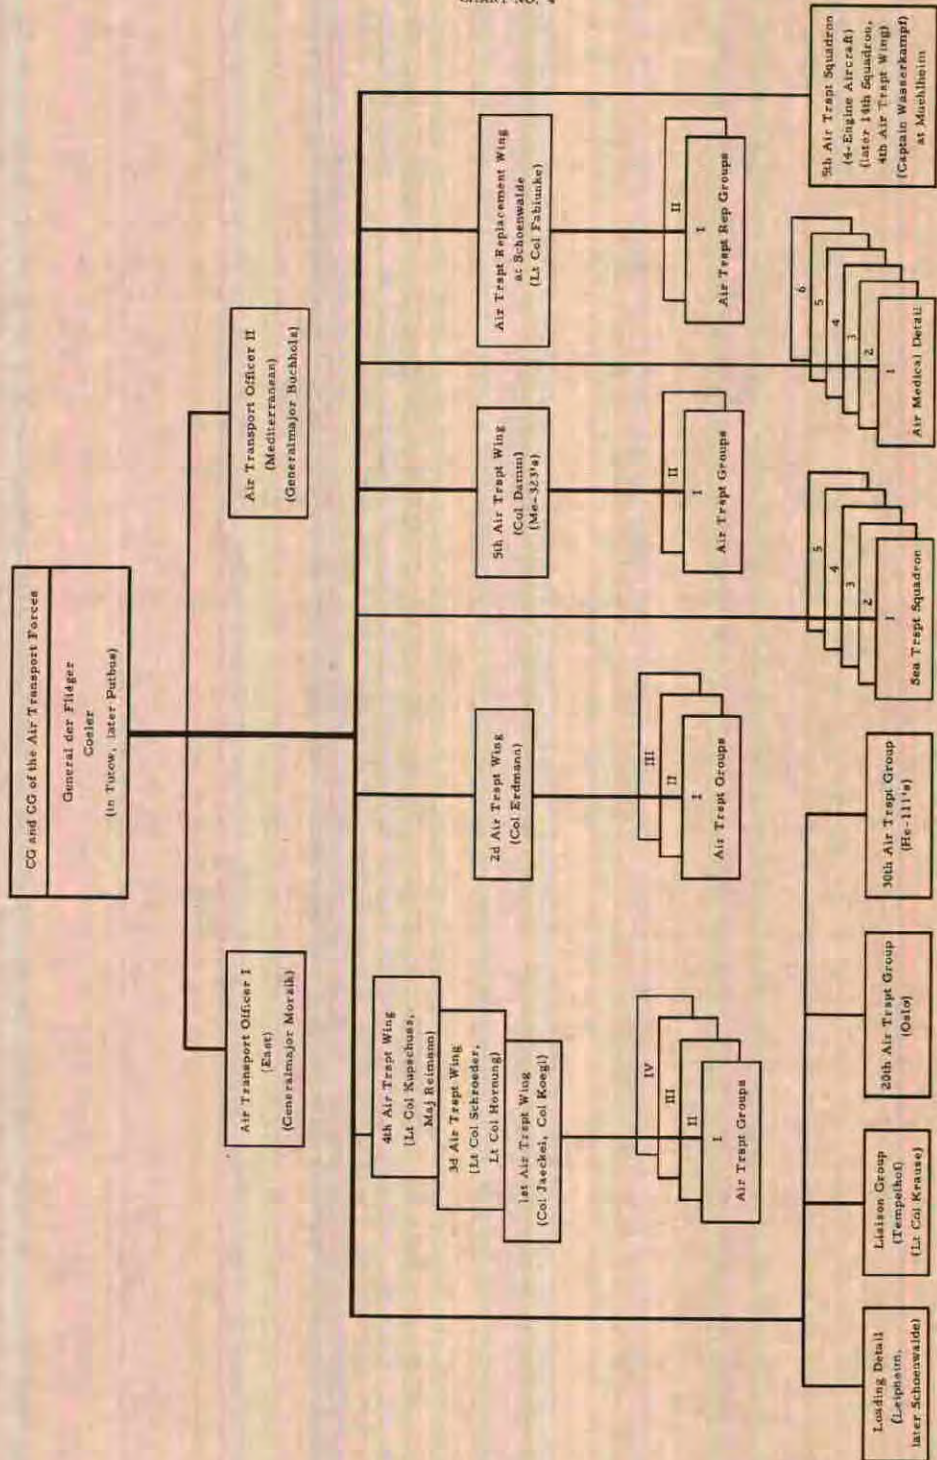 CHART NO. 4
CG and CG of the Air Transport Forces
General der Flieger
Coeler
(in Tutow, later Putbus)
Air Transport Officer I
(East)
(Generalmajor Morzik)
Air Transport Officer II
(Mediterranean)
(Generalmajor Buchholz)
4th Air Trspt Wing
(Lt Col Kupschuss,
Maj Reimann)
3d Air Trspt Wing
(Lt Col Schroeder,
Lt Col Hornung)
1st Air Trspt Wing
(Col Jaeckel, Col Koegl)
IV
III
II
I
Air Trspt Groups
2d Air Trspt Wing
(Col Erdmann)
III
II
I
Air Trspt Groups
5th Air Trspt Wing
(Col Damm)
(Me-323's)
II
I
Air Trspt Groups
Air Trspt Replacement Wing
at Schoenwalde
(Lt Col Fabiunke)
II
I
Air Trspt Rep Groups
Loading Detail
(Leipheim,
later Schoenwalde)
Liaison Group
(Tempelhof)
(Lt Col Krause)
20th Air Trspt Group
(Oslo)
30th Air Trspt Group
(He-111's)
5
4
3
2
1
Sea Trspt Squadron
6
5
4
3
2
1
Air Medical Detail
5th Air Trspt Squadron
(4-Engine Aircraft)
(later 14th Squadron,
4th Air Trspt Wing)
(Captain Wasserkampf)
at Muehlheim